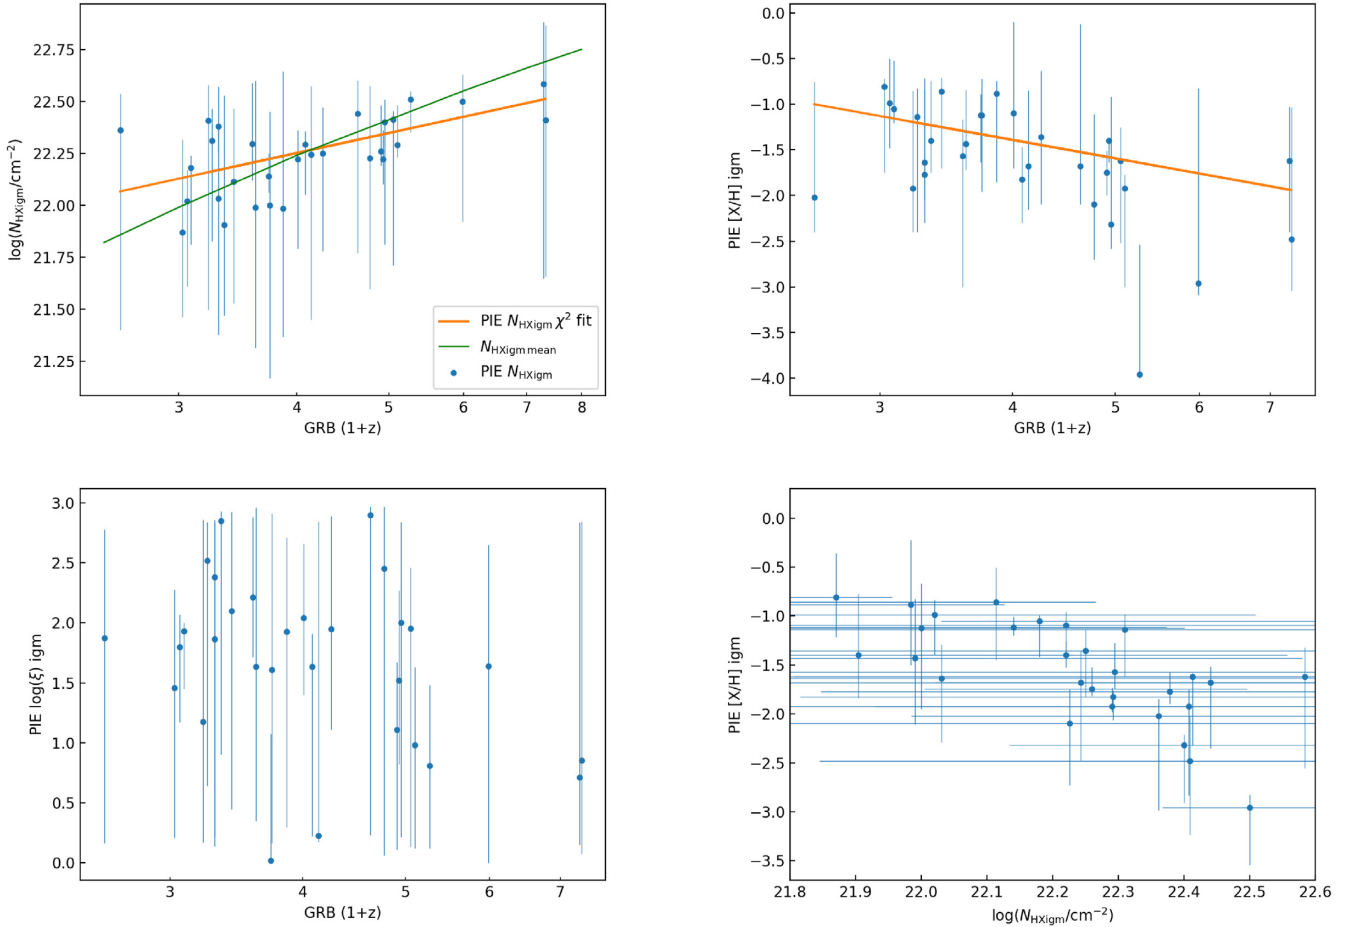 log(N_HXigm/cm⁻²)
22.75
22.50
22.25
22.00
21.75
21.50
21.25
PIE N_HXigm χ² fit
N_HXigm mean
PIE N_HXigm
3 4 5 6 7 8
GRB (1+z)
PIE [X/H] igm
0.0
−0.5
−1.0
−1.5
−2.0
−2.5
−3.0
−3.5
−4.0
3 4 5 6 7
GRB (1+z)
PIE log(ξ) igm
3.0
2.5
2.0
1.5
1.0
0.5
0.0
3 4 5 6 7
GRB (1+z)
PIE [X/H] igm
0.0
−0.5
−1.0
−1.5
−2.0
−2.5
−3.0
−3.5
21.8 21.9 22.0 22.1 22.2 22.3 22.4 22.5 22.6
log(N_HXigm/cm⁻²)